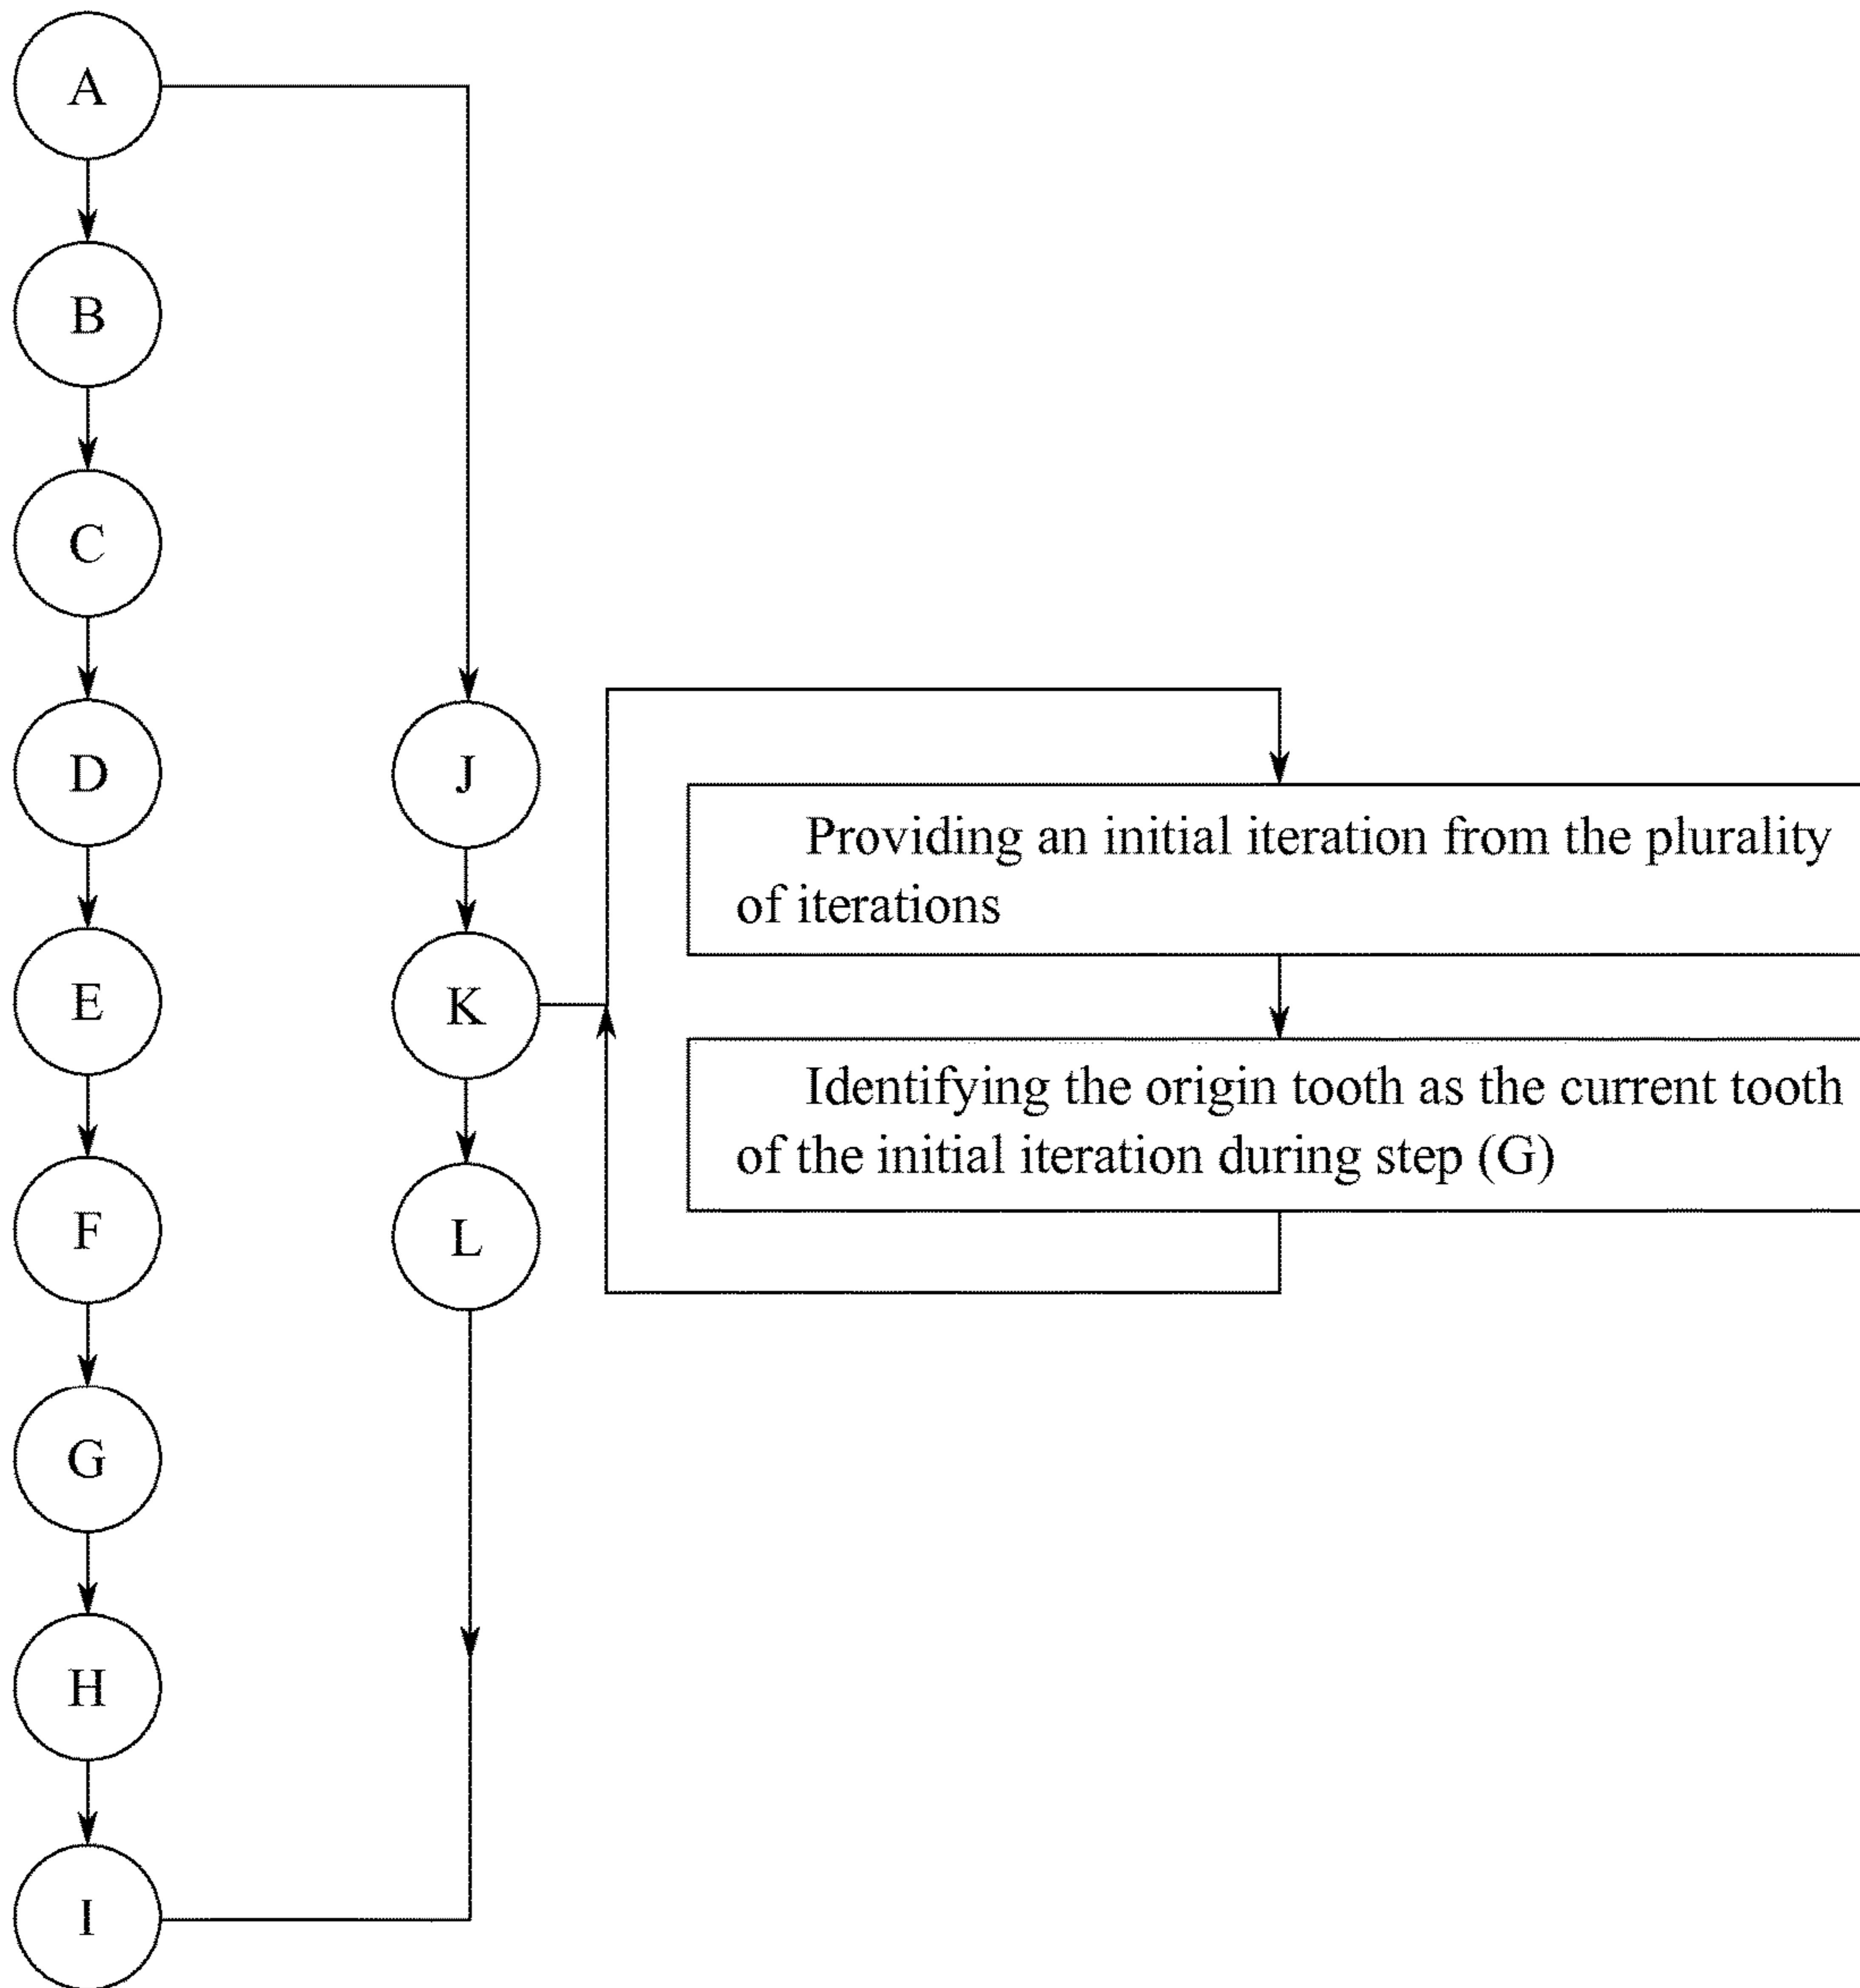 A
B
C
D
E
F
G
H
I
J
K
L
Providing an initial iteration from the plurality
of iterations
Identifying the origin tooth as the current tooth
of the initial iteration during step (G)